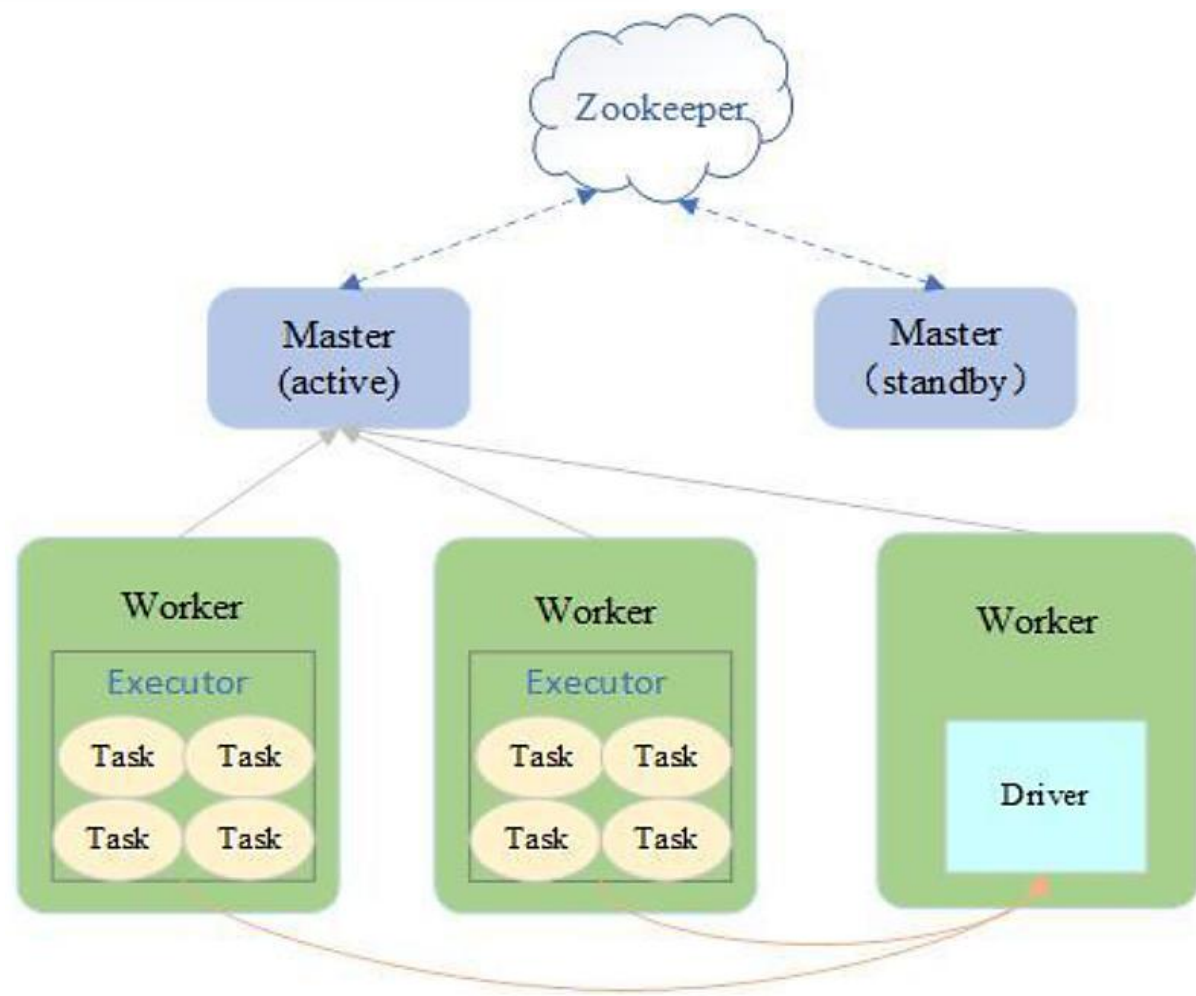 Zookeeper
Master
(active)
Master
（standby）
Worker
Executor
Task Task
Task Task
Worker
Executor
Task Task
Task Task
Worker
Driver